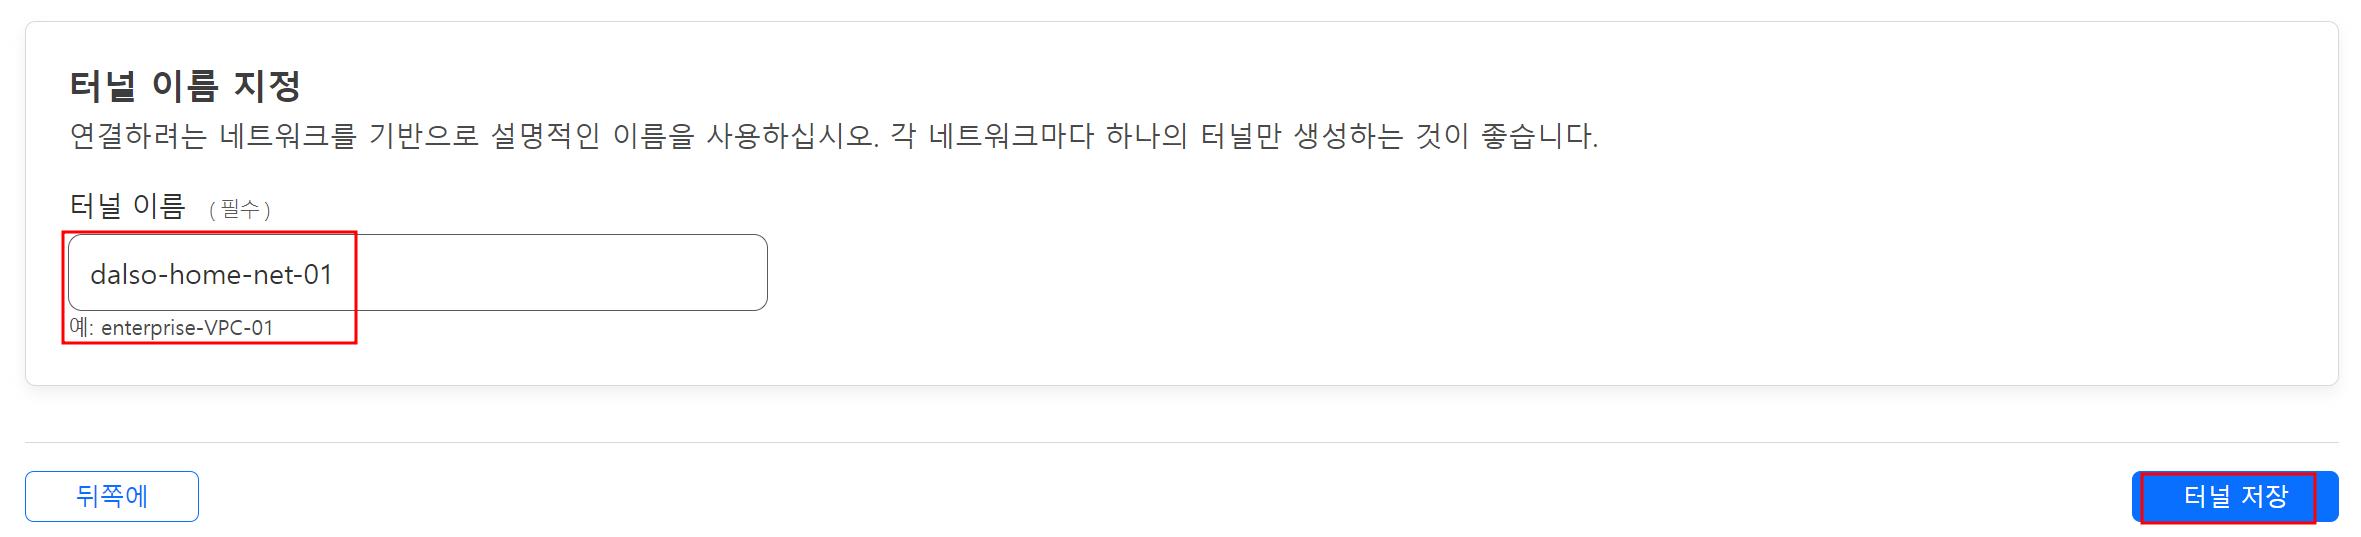 터널 이름 지정
연결하려는 네트워크를 기반으로 설명적인 이름을 사용하십시오. 각 네트워크마다 하나의 터널만 생성하는 것이 좋습니다.
터널 이름 ( 필수 )
dalso-home-net-01
예: enterprise-VPC-01
뒤쪽에
터널 저장